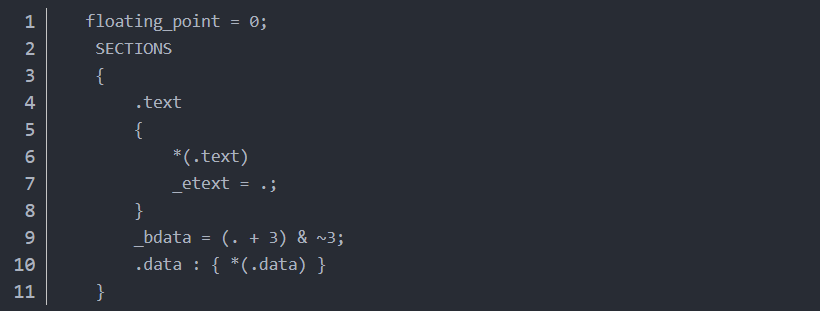 1 floating_point = 0;
2 SECTIONS
3 {
4 .text
5 {
6 *(.text)
7 _etext = .;
8 }
9 _bdata = (. + 3) & ~3;
10 .data : { *(.data) }
11 }